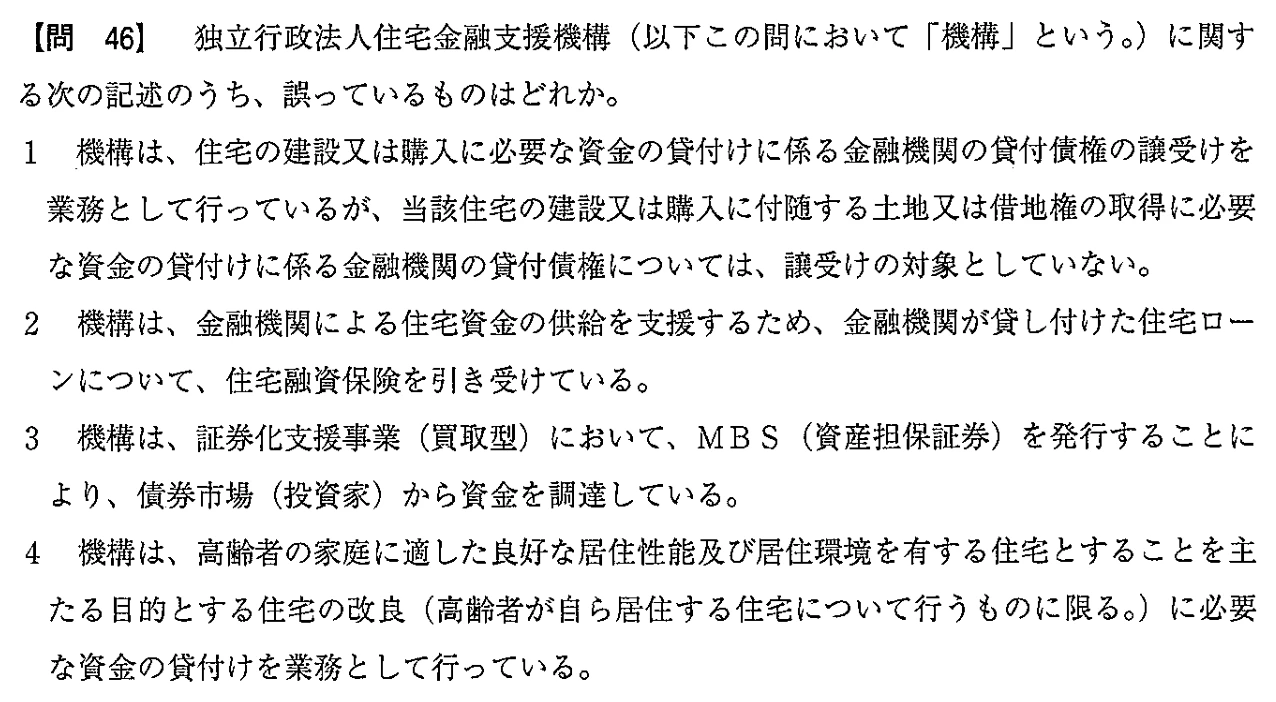 【問　46】　独立行政法人住宅金融支援機構（以下この問において「機構」という。）に関す
る次の記述のうち、誤っているものはどれか。
1　機構は、住宅の建設又は購入に必要な資金の貸付けに係る金融機関の貸付債権の譲受けを
業務として行っているが、当該住宅の建設又は購入に付随する土地又は借地権の取得に必要
な資金の貸付けに係る金融機関の貸付債権については、譲受けの対象としていない。
2　機構は、金融機関による住宅資金の供給を支援するため、金融機関が貸し付けた住宅ロー
ンについて、住宅融資保険を引き受けている。
3　機構は、証券化支援事業（買取型）において、ＭＢＳ（資産担保証券）を発行することに
より、債券市場（投資家）から資金を調達している。
4　機構は、高齢者の家庭に適した良好な居住性能及び居住環境を有する住宅とすることを主
たる目的とする住宅の改良（高齢者が自ら居住する住宅について行うものに限る。）に必要
な資金の貸付けを業務として行っている。